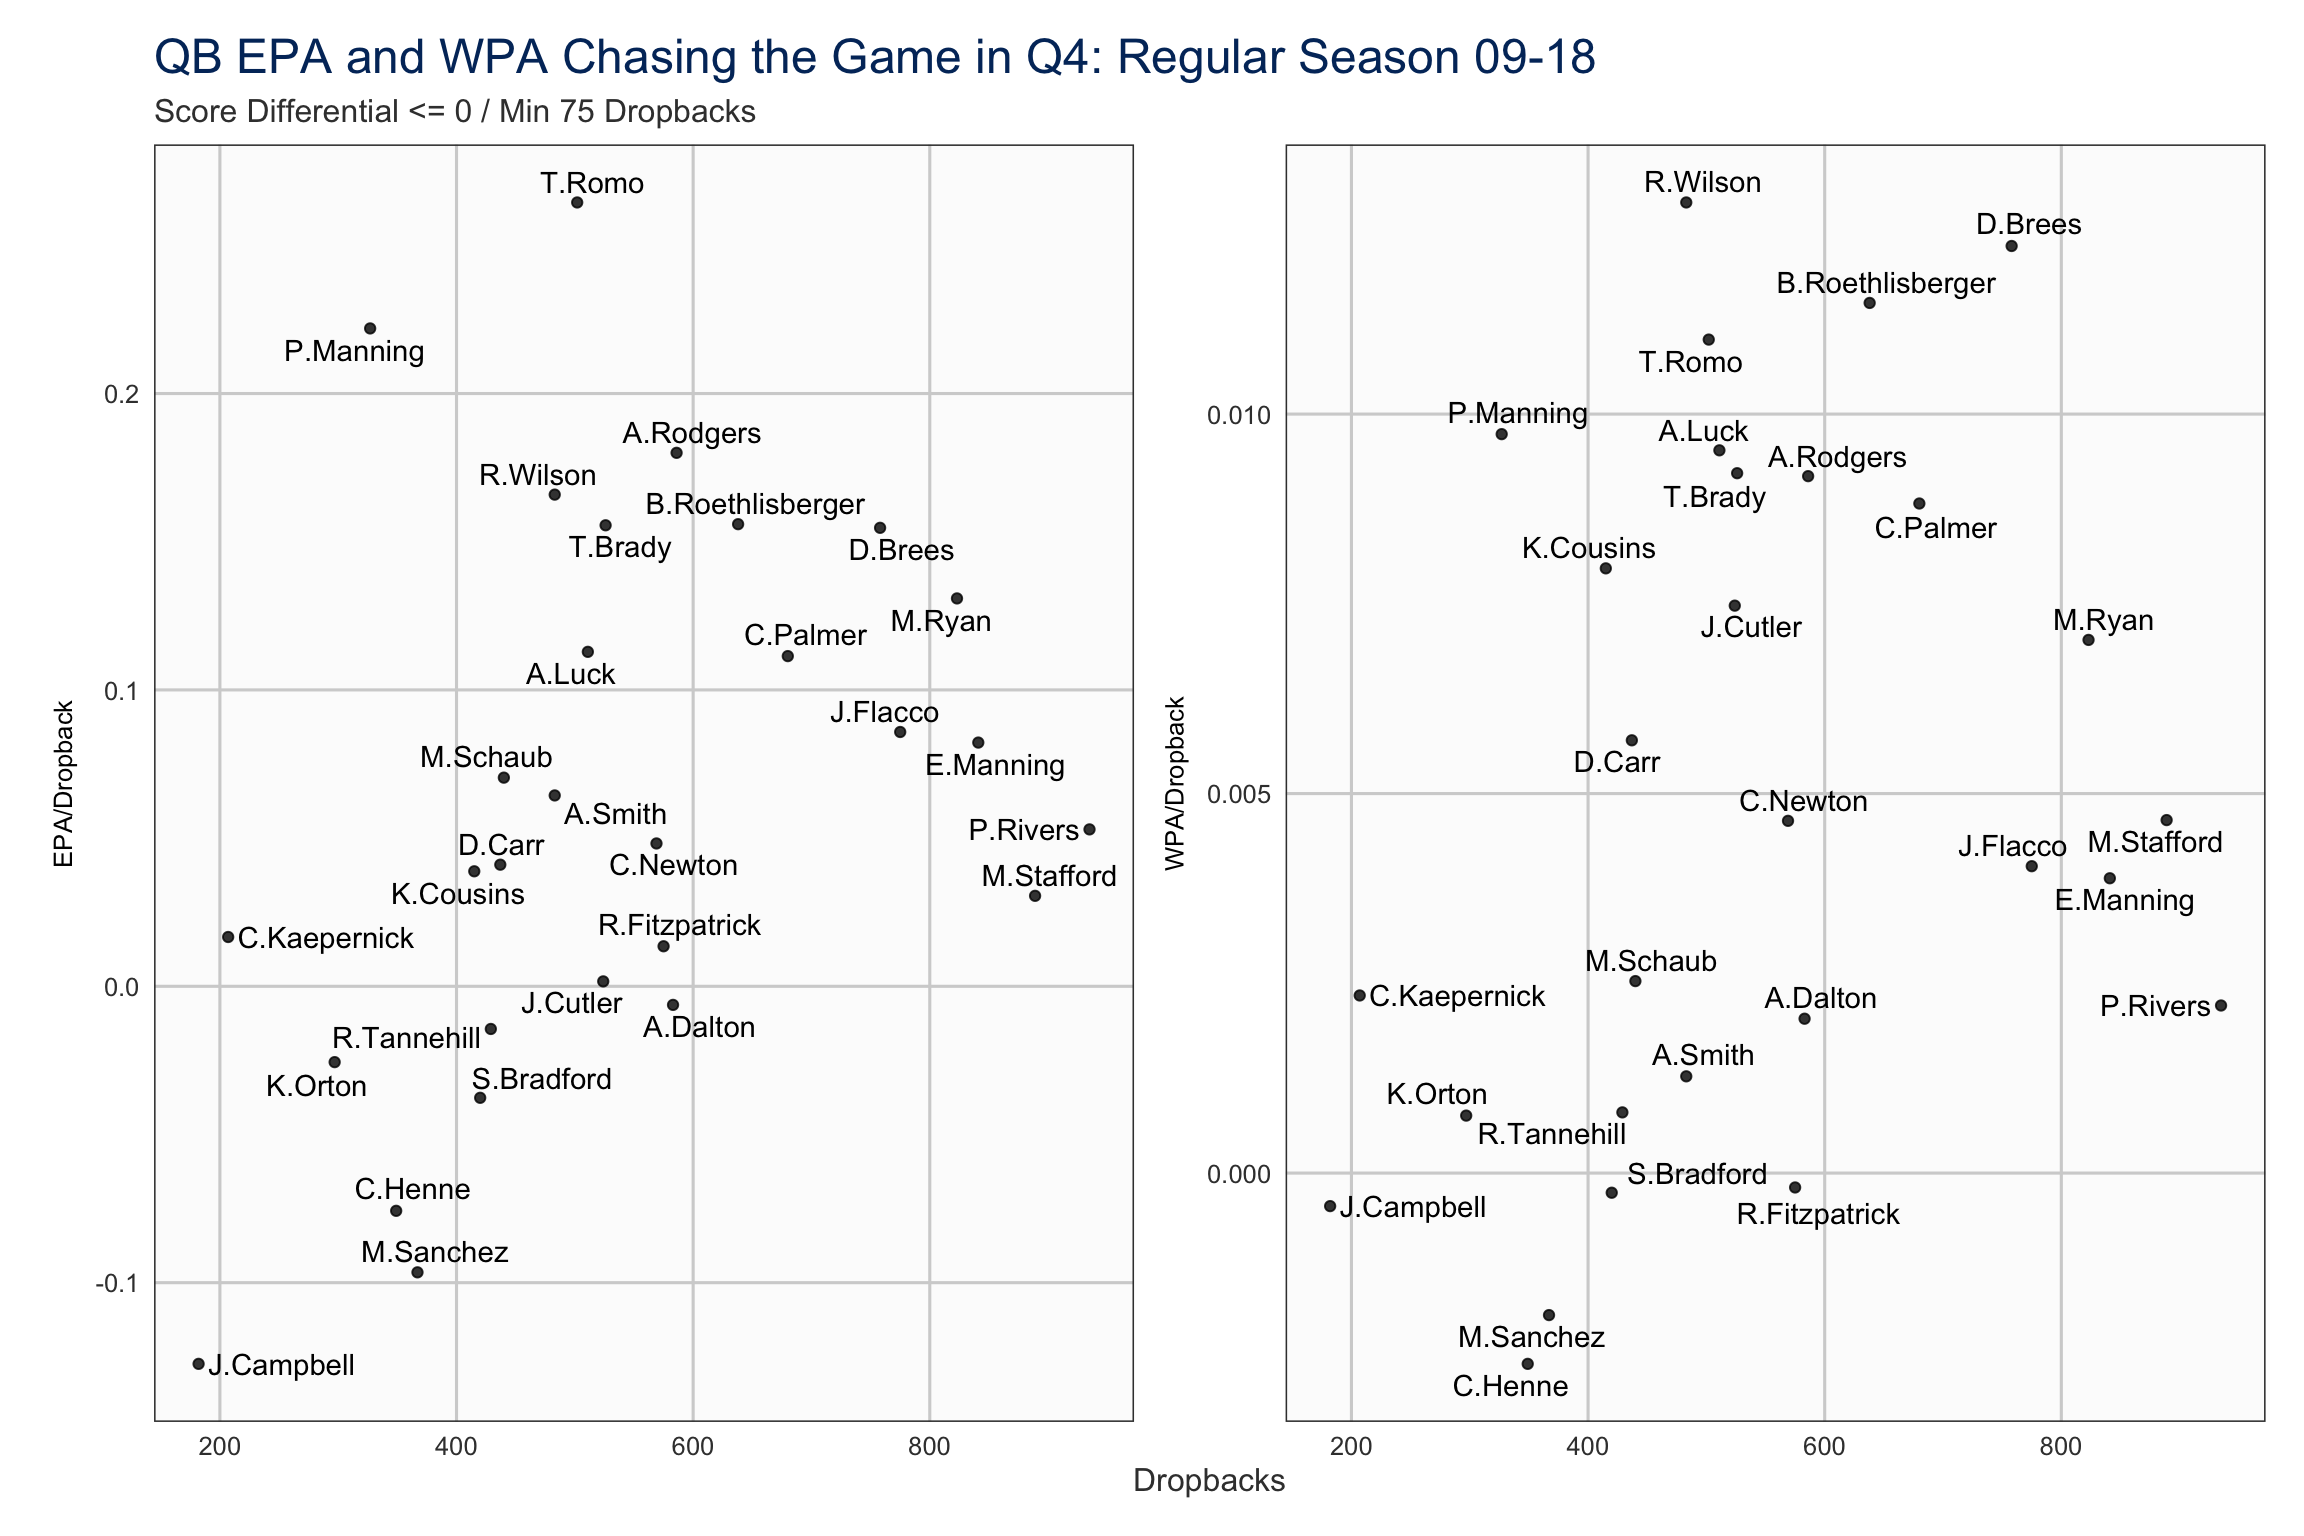 QB EPA and WPA Chasing the Game in Q4: Regular Season 09-18
Score Differential <= 0 / Min 75 Dropbacks
EPA/Dropback
0.2
0.1
0.0
-0.1
T.Romo
P.Manning
A.Rodgers
R.Wilson
B.Roethlisberger
T.Brady
D.Brees
M.Ryan
C.Palmer
A.Luck
J.Flacco
M.Schaub
E.Manning
A.Smith
P.Rivers
D.Carr
C.Newton
M.Stafford
K.Cousins
R.Fitzpatrick
C.Kaepernick
J.Cutler
A.Dalton
R.Tannehill
K.Orton
S.Bradford
C.Henne
M.Sanchez
J.Campbell
200 400 600 800
WPA/Dropback
0.010
0.005
0.000
R.Wilson
D.Brees
B.Roethlisberger
T.Romo
P.Manning
A.Luck
A.Rodgers
T.Brady
C.Palmer
K.Cousins
J.Cutler
M.Ryan
D.Carr
C.Newton
M.Stafford
J.Flacco
E.Manning
M.Schaub
C.Kaepernick
A.Dalton
P.Rivers
A.Smith
K.Orton
R.Tannehill
S.Bradford
J.Campbell
R.Fitzpatrick
M.Sanchez
C.Henne
200 400 600 800
Dropbacks